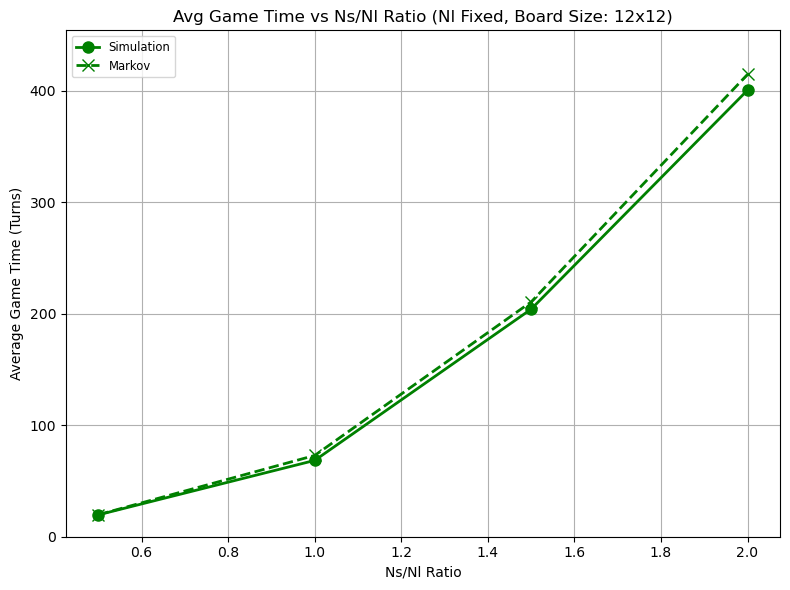 Avg Game Time vs Ns/Nl Ratio (Nl Fixed, Board Size: 12x12)
Simulation
Markov
Average Game Time (Turns)
400
300
200
100
0
0.6 0.8 1.0 1.2 1.4 1.6 1.8 2.0
Ns/Nl Ratio